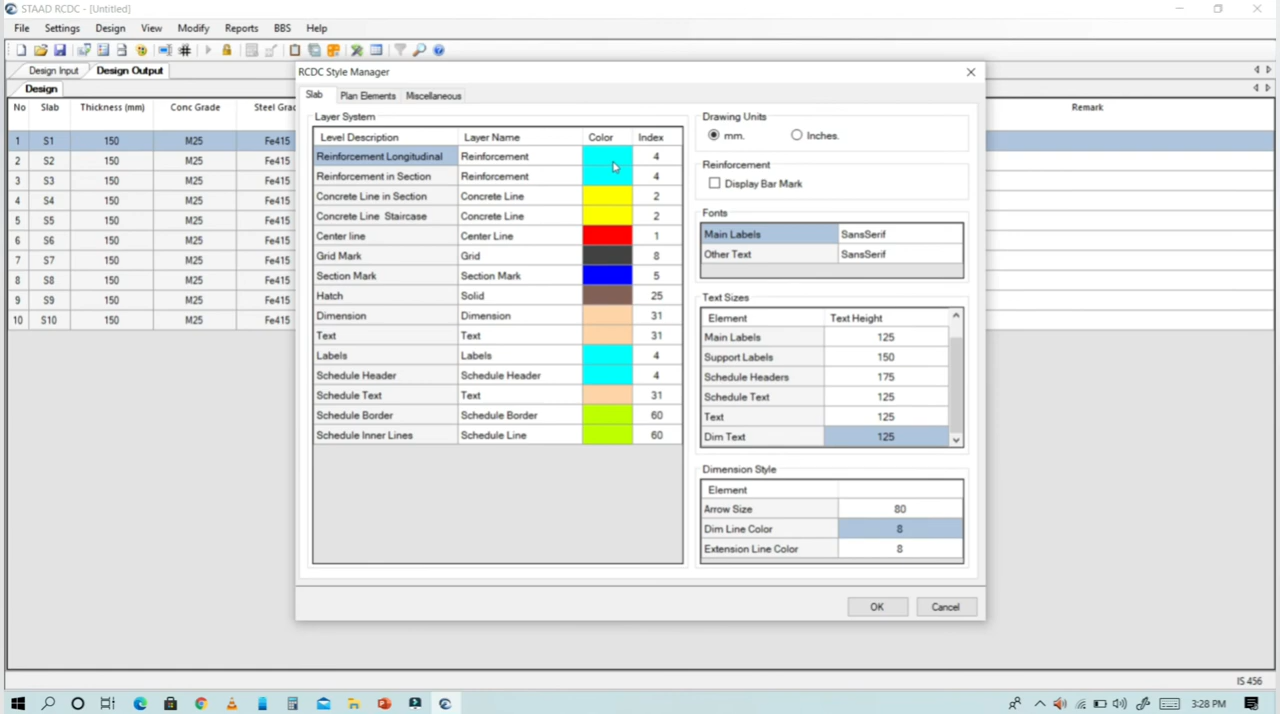 STAAD RCDC - [Untitled]
File Settings Design View Modify Reports BBS Help
Design Input Design Output
Design
No Slab Thickness (mm) Conc Grade Steel Grad Remark
1 S1 150 M25 Fe415
2 S2 150 M25 Fe415
3 S3 150 M25 Fe415
4 S4 150 M25 Fe415
5 S5 150 M25 Fe415
6 S6 150 M25 Fe415
7 S7 150 M25 Fe415
8 S8 150 M25 Fe415
9 S9 150 M25 Fe415
10 S10 150 M25 Fe415
RCDC Style Manager
Slab Plan Elements Miscellaneous
Layer System
Level Description Layer Name Color Index
Reinforcement Longitudinal Reinforcement 4
Reinforcement in Section Reinforcement 4
Concrete Line in Section Concrete Line 2
Concrete Line Staircase Concrete Line 2
Center line Center Line 1
Grid Mark Grid 8
Section Mark Section Mark 5
Hatch Solid 25
Dimension Dimension 31
Text Text 31
Labels Labels 4
Schedule Header Schedule Header 4
Schedule Text Text 31
Schedule Border Schedule Border 60
Schedule Inner Lines Schedule Line 60
Drawing Units
mm. Inches.
Reinforcement
Display Bar Mark
Fonts
Main Labels SansSerif
Other Text SansSerif
Text Sizes
Element Text Height
Main Labels 125
Support Labels 150
Schedule Headers 175
Schedule Text 125
Text 125
Dim Text 125
Dimension Style
Element
Arrow Size 80
Dim Line Color 8
Extension Line Color 8
OK Cancel
IS 456
3:28 PM